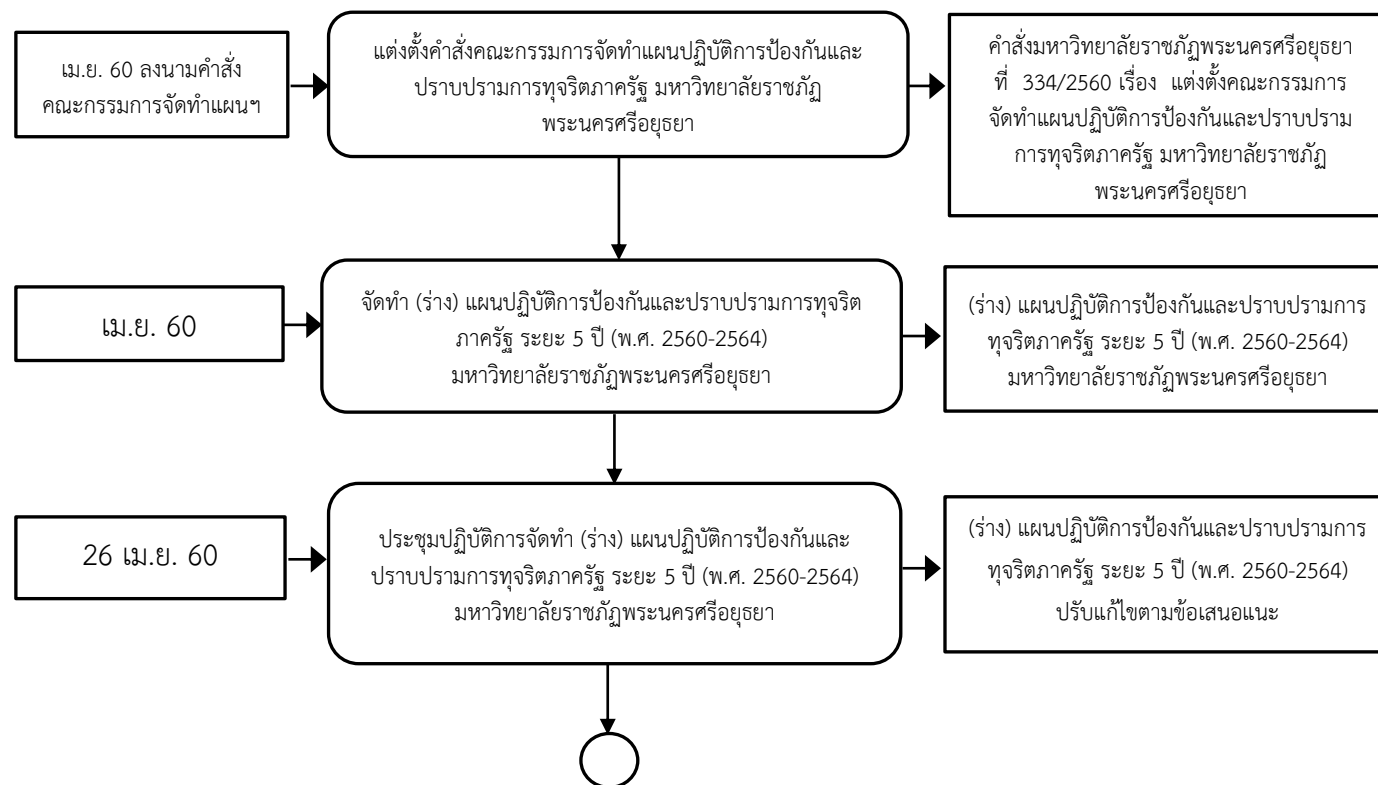 เม.ย. 60 ลงนามคำสั่ง
คณะกรรมการจัดทำแผนฯ
แต่งตั้งคำสั่งคณะกรรมการจัดทำแผนปฏิบัติการป้องกันและ
ปราบปรามการทุจริตภาครัฐ มหาวิทยาลัยราชภัฏ
พระนครศรีอยุธยา
คำสั่งมหาวิทยาลัยราชภัฏพระนครศรีอยุธยา
ที่ 334/2560 เรื่อง แต่งตั้งคณะกรรมการ
จัดทำแผนปฏิบัติการป้องกันและปราบปราม
การทุจริตภาครัฐ มหาวิทยาลัยราชภัฏ
พระนครศรีอยุธยา
เม.ย. 60
จัดทำ (ร่าง) แผนปฏิบัติการป้องกันและปราบปรามการทุจริต
ภาครัฐ ระยะ 5 ปี (พ.ศ. 2560-2564)
มหาวิทยาลัยราชภัฏพระนครศรีอยุธยา
(ร่าง) แผนปฏิบัติการป้องกันและปราบปรามการ
ทุจริตภาครัฐ ระยะ 5 ปี (พ.ศ. 2560-2564)
มหาวิทยาลัยราชภัฏพระนครศรีอยุธยา
26 เม.ย. 60
ประชุมปฏิบัติการจัดทำ (ร่าง) แผนปฏิบัติการป้องกันและ
ปราบปรามการทุจริตภาครัฐ ระยะ 5 ปี (พ.ศ. 2560-2564)
มหาวิทยาลัยราชภัฏพระนครศรีอยุธยา
(ร่าง) แผนปฏิบัติการป้องกันและปราบปรามการ
ทุจริตภาครัฐ ระยะ 5 ปี (พ.ศ. 2560-2564)
ปรับแก้ไขตามข้อเสนอแนะ